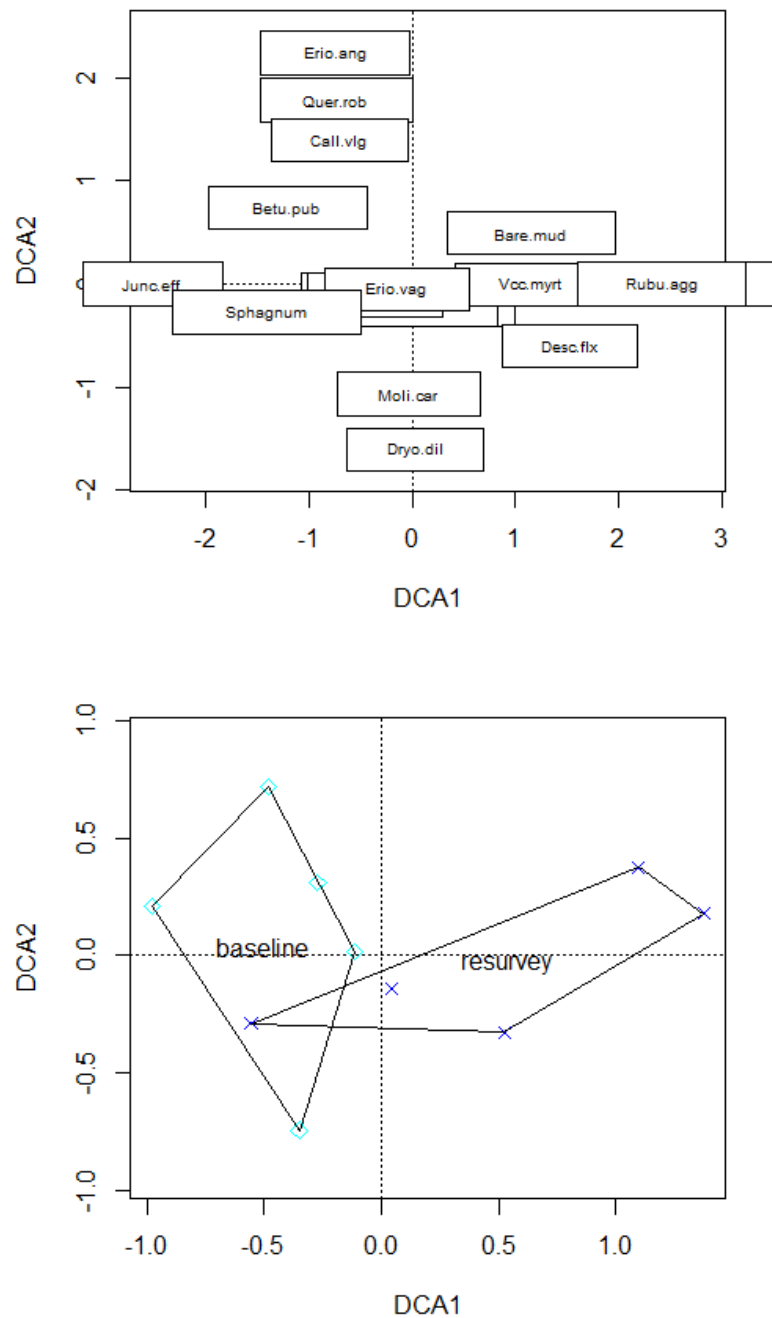 Erio.ang
2
Quer.rob
Call.vlg
1
Betu.pub
Bare.mud
DCA2
Junc.eff
Erio.vag
Vcc.myrt
Rubu.agg
Sphagnum
Desc.flx
-1
Moli.car
Dryo.dil
-2
-2 -1 0 1 2 3
DCA1
1.0
0.5
baseline
resurvey
DCA2
0.0
-0.5
-1.0
-1.0 -0.5 0.0 0.5 1.0
DCA1